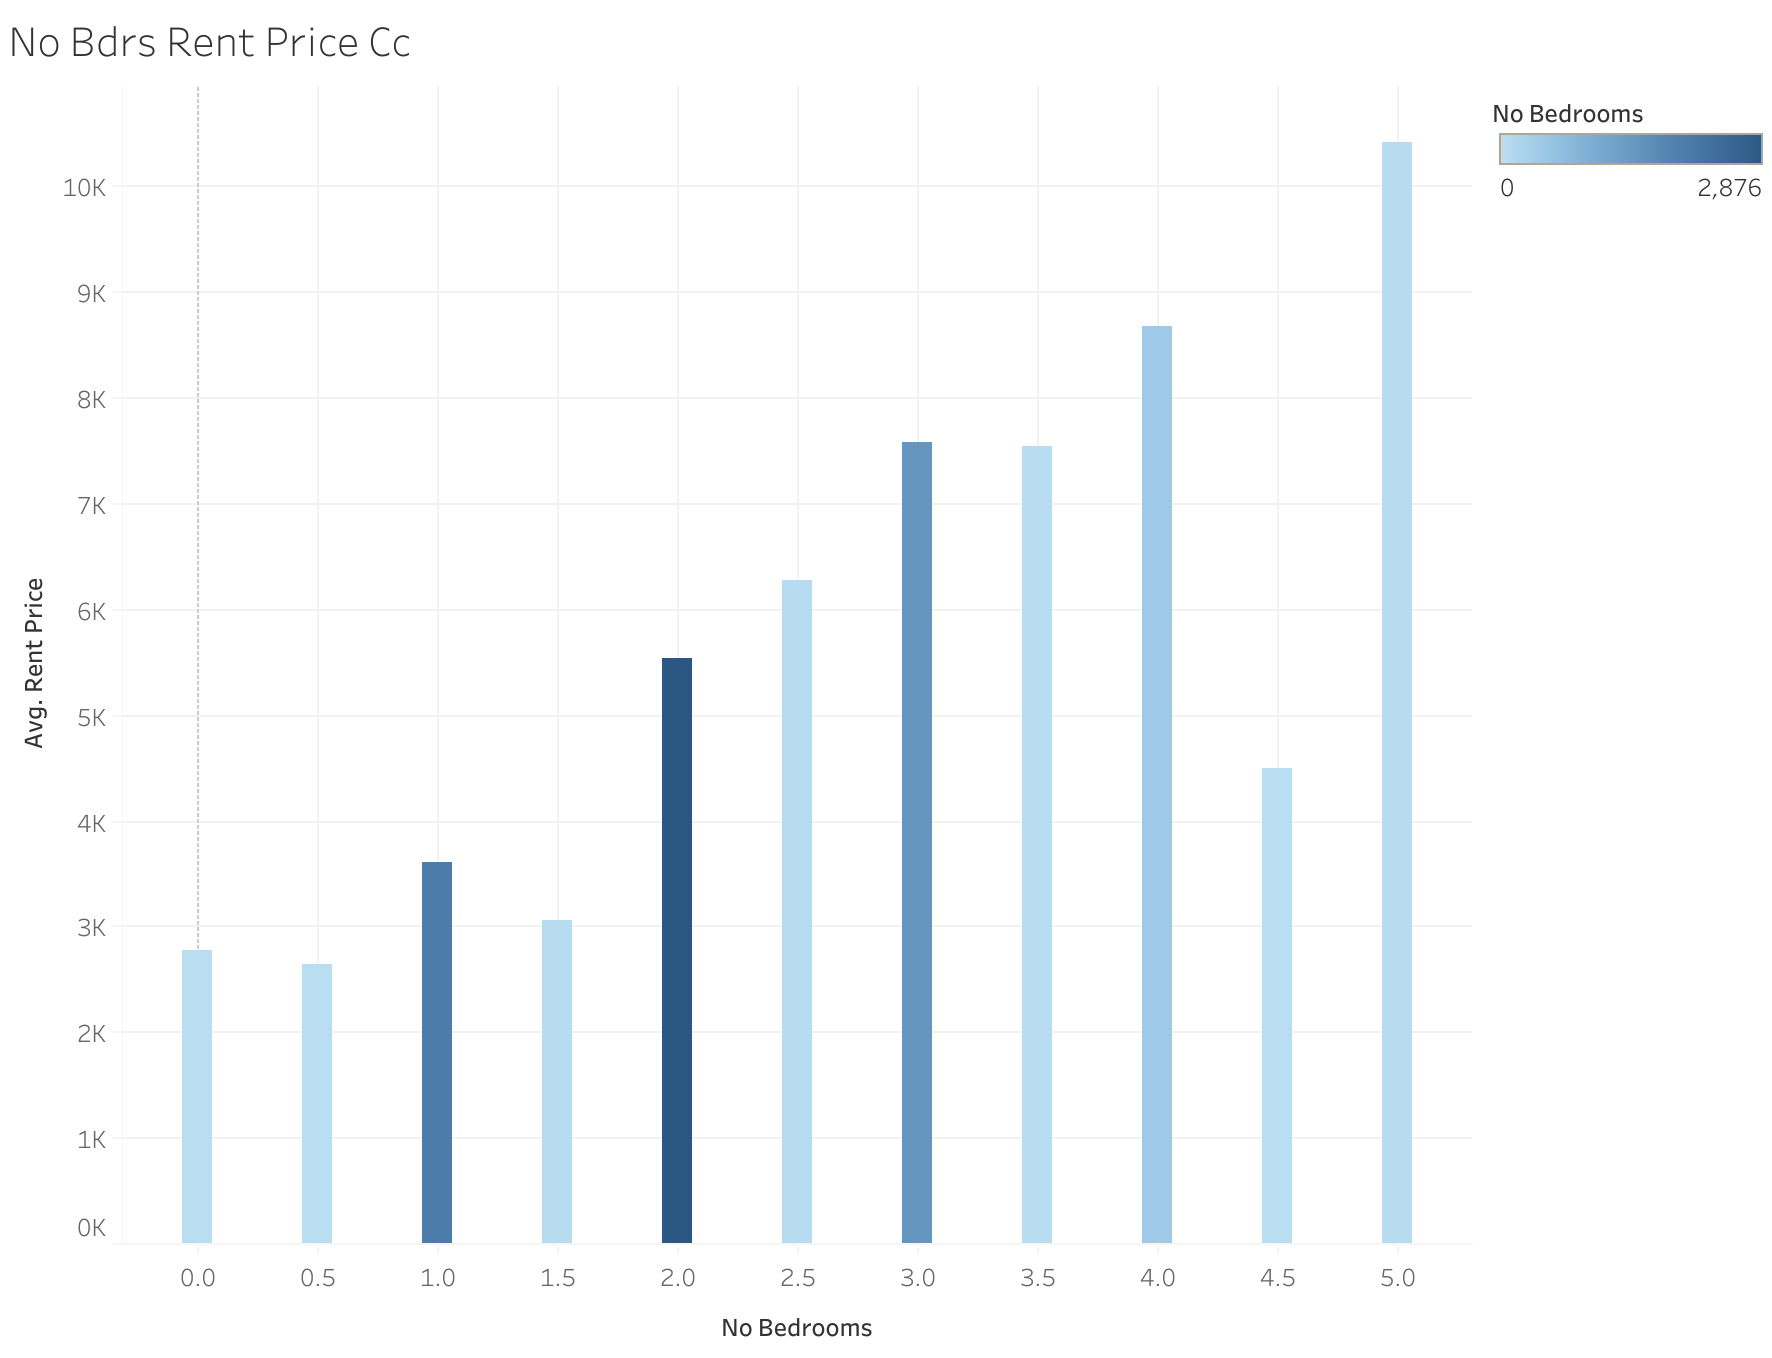 No Bdrs Rent Price Cc
No Bedrooms
0 2,876
10K
9K
8K
7K
6K
5K
4K
3K
2K
1K
0K
Avg. Rent Price
0.0 0.5 1.0 1.5 2.0 2.5 3.0 3.5 4.0 4.5 5.0
No Bedrooms